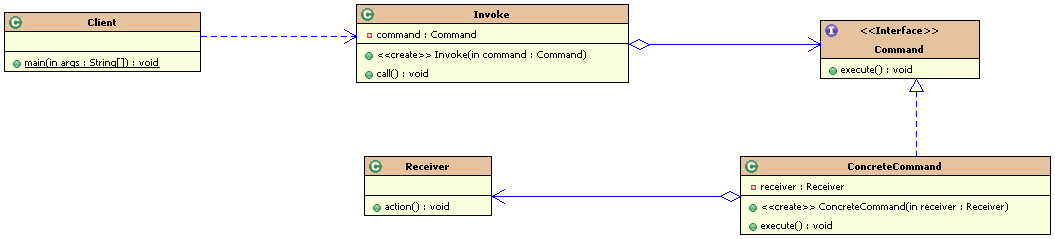 Client
main(in args : String[]) : void
Invoke
command : Command
<<create>> Invoke(in command : Command)
call() : void
<<Interface>>
Command
execute() : void
Receiver
action() : void
ConcreteCommand
receiver : Receiver
<<create>> ConcreteCommand(in receiver : Receiver)
execute() : void